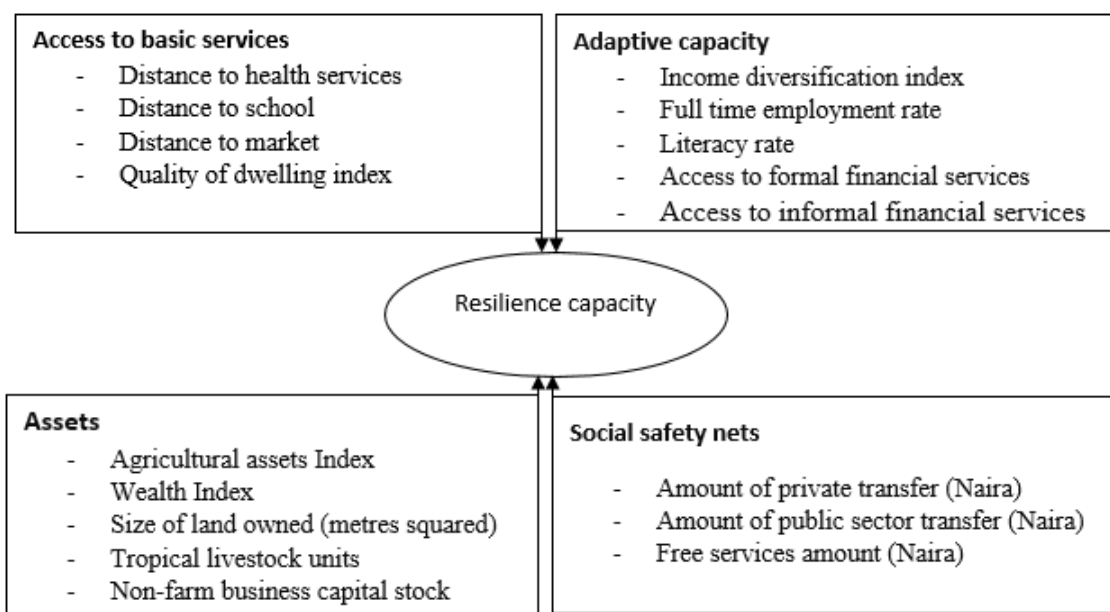 Access to basic services
- Distance to health services
- Distance to school
- Distance to market
- Quality of dwelling index
Adaptive capacity
- Income diversification index
- Full time employment rate
- Literacy rate
- Access to formal financial services
- Access to informal financial services
Resilience capacity
Assets
- Agricultural assets Index
- Wealth Index
- Size of land owned (metres squared)
- Tropical livestock units
- Non-farm business capital stock
Social safety nets
- Amount of private transfer (Naira)
- Amount of public sector transfer (Naira)
- Free services amount (Naira)